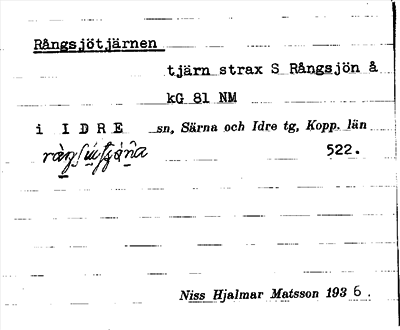 Rångsjötjärnen
tjärn strax S Rångsjön å
kG 81 NM
i IDRE sn, Särna och Idre tg, Kopp. län
522.
Niss Hjalmar Matsson 1936.